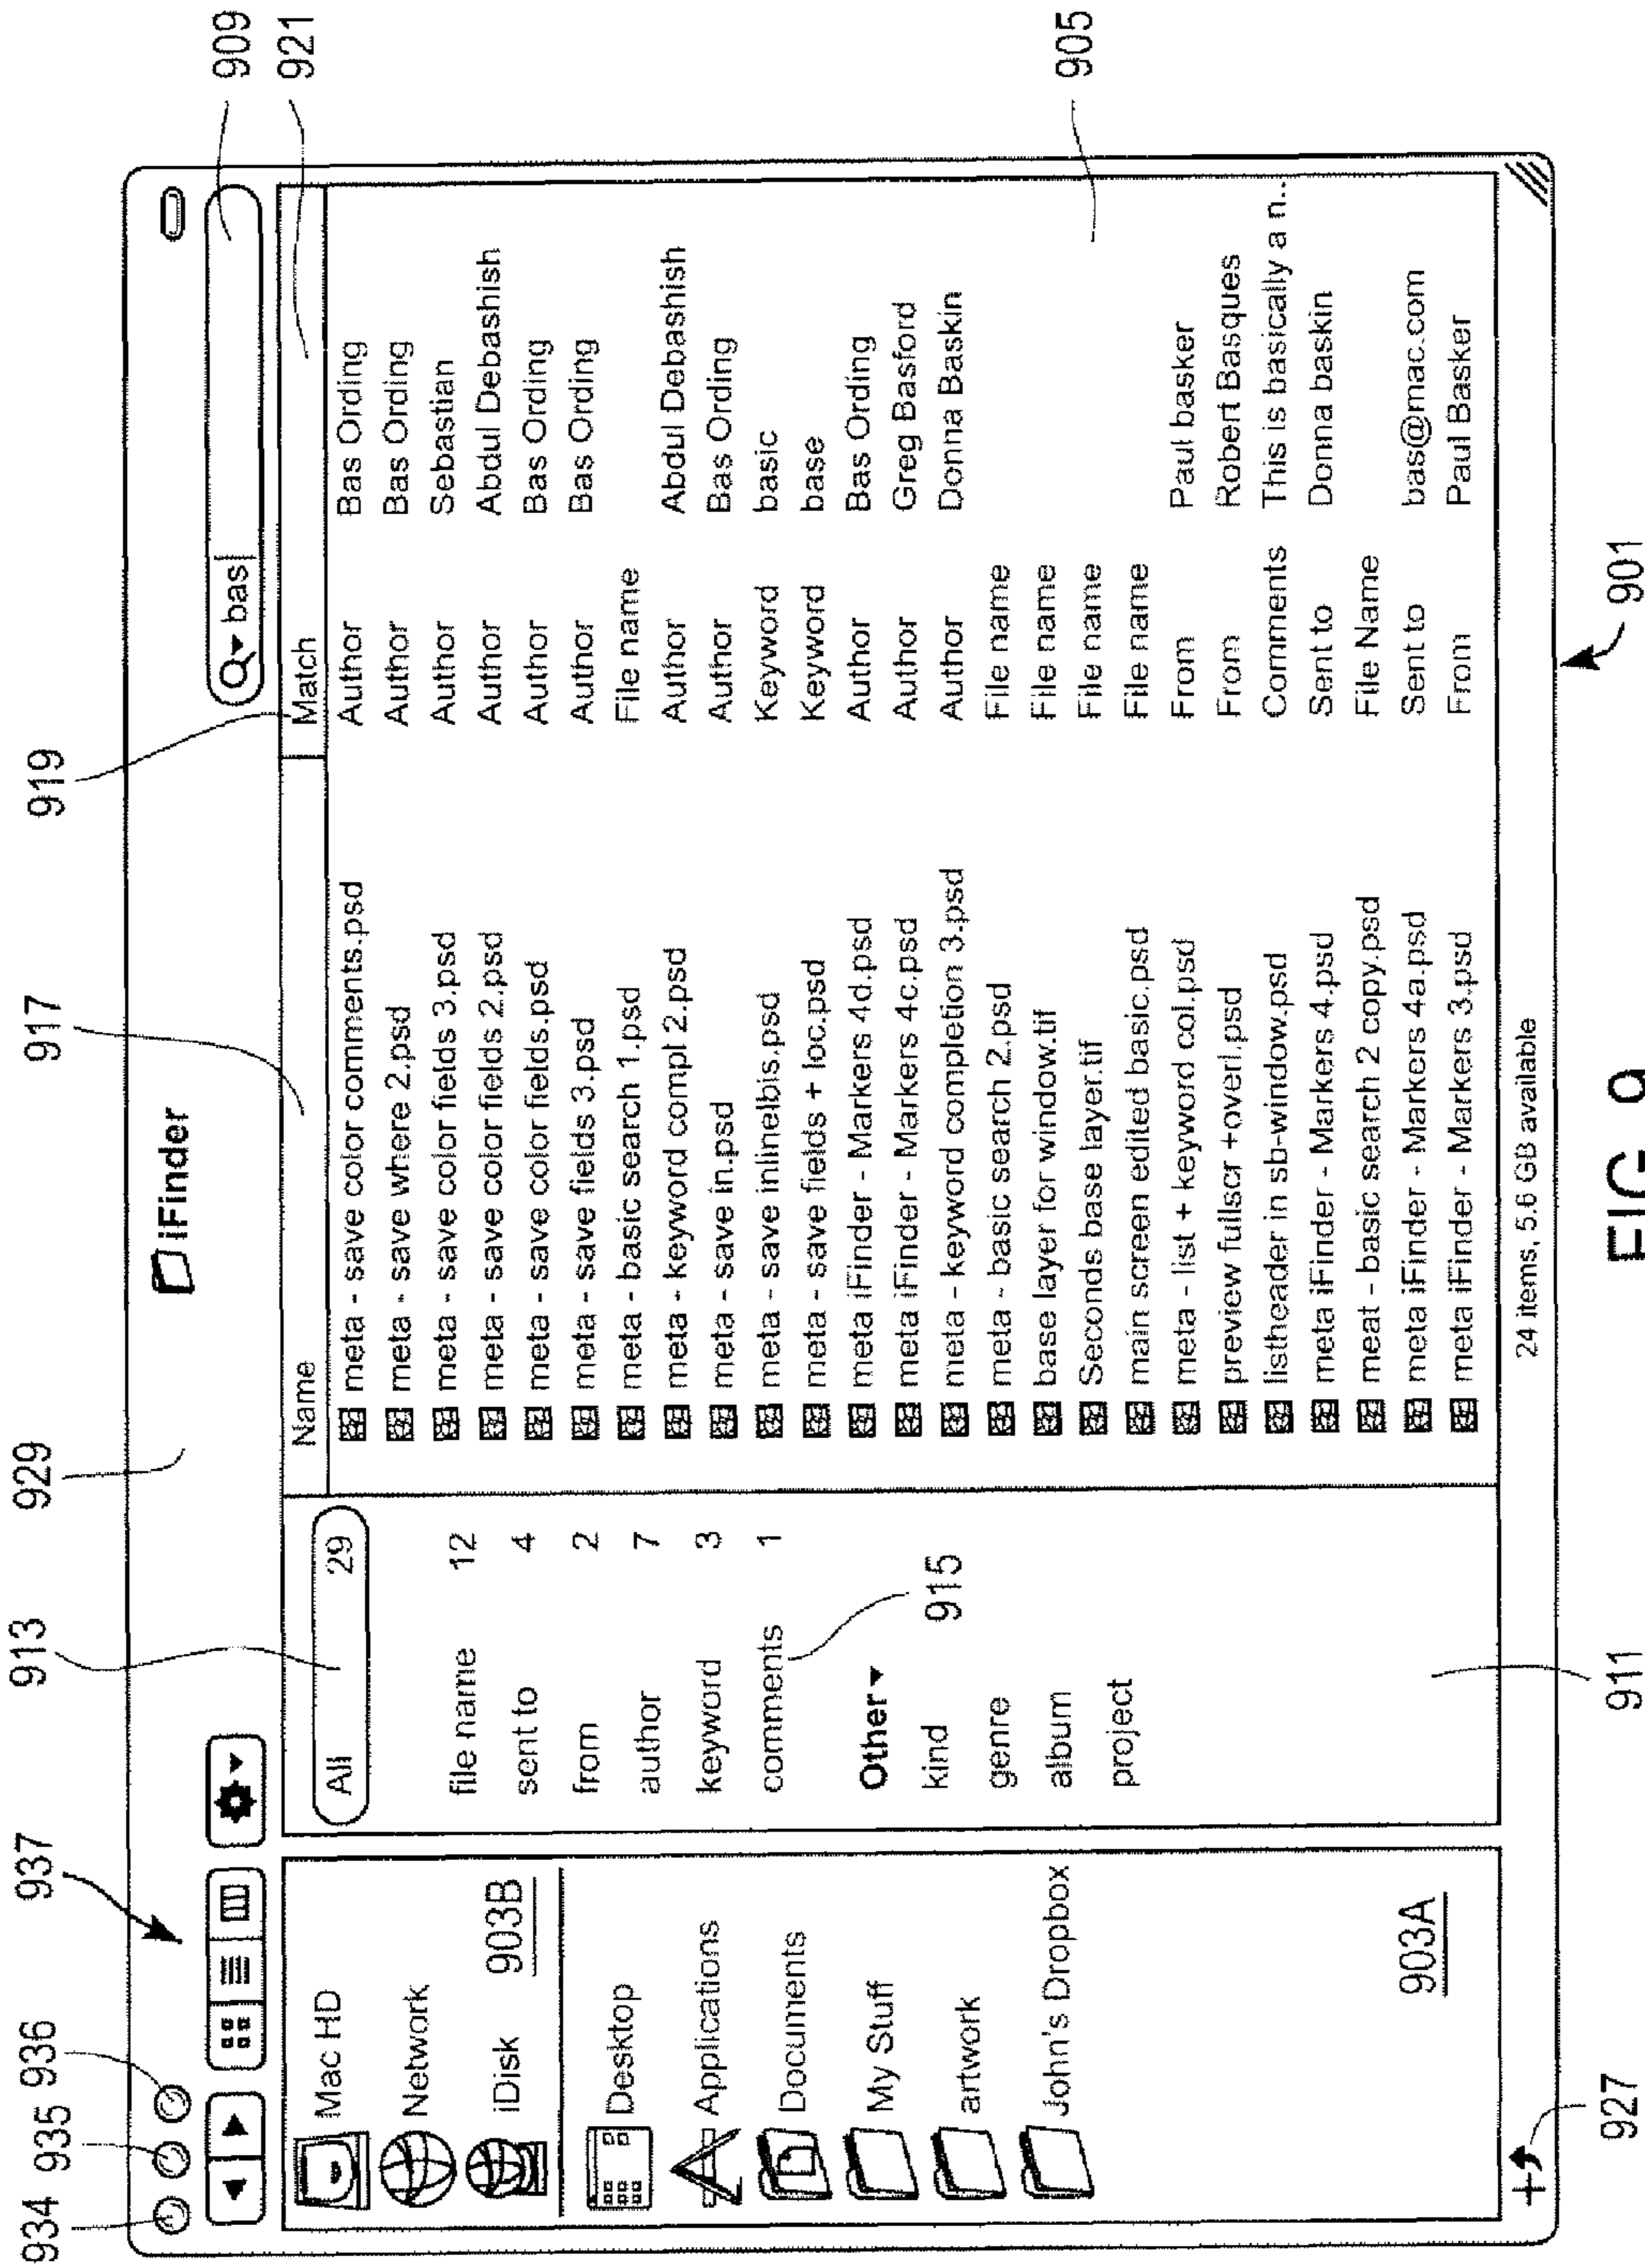 937
934 935 936
913
929
917
919
909
921
iFinder
bas
Mac HD
Network
iDisk
903B
Desktop
Applications
Documents
My Stuff
artwork
John's Dropbox
903A
All 29
file name 12
sent to 4
from 2
author 7
keyword 3
comments 1
915
Other
kind
genre
album
project
911
Name Match
meta - save color comments.psd Author Bas Ording
meta - save where 2.psd Author Bas Ording
meta - save color fields 3.psd Author Sebastian
meta - save color fields 2.psd Author Abdul Debashish
meta - save color fields.psd Author Bas Ording
meta - save fields 3.psd Author Bas Ording
meta - basic search 1.psd File name
meta - keyword compl 2.psd Author Abdul Debashish
meta - save in.psd Author Bas Ording
meta - save inlinelbis.psd Keyword basic
meta - save fields + loc.psd Keyword base
meta iFinder - Markers 4d.psd Author Bas Ording
meta iFinder - Markers 4c.psd Author Greg Basford
meta - keyword completion 3.psd Author Donna Baskin
meta - basic search 2.psd File name
base layer for window.tif File name
Seconds base layer.tif File name
main screen edited basic.psd File name
meta - list + keyword col.psd From Paul basker
preview fullscr +overl.psd From Robert Basques
listheader in sb-window.psd Comments This is basically a n..
meta iFinder - Markers 4.psd Sent to Donna baskin
meat - basic search 2 copy.psd File Name
meta iFinder - Markers 4a.psd Sent to bas@mac.com
meta iFinder - Markers 3.psd From Paul Basker
905
24 items, 5.6 GB available
927
901
FIG. 9